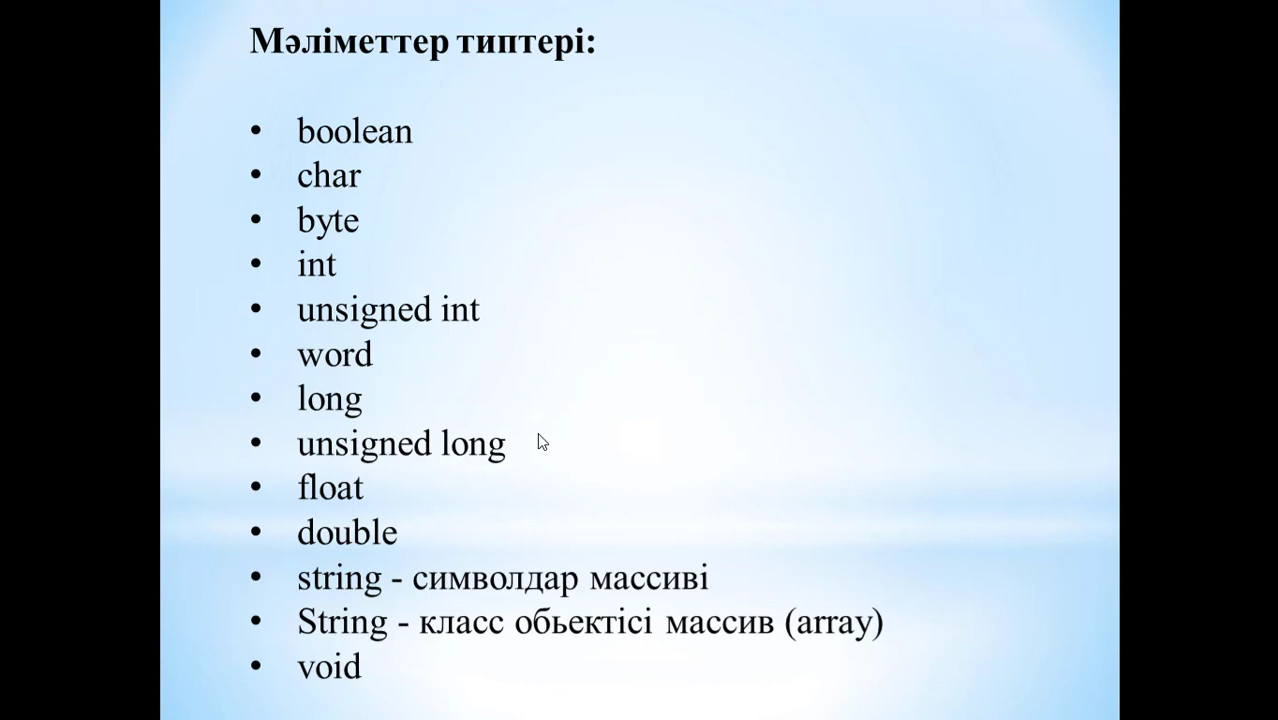 Мәліметтер типтері:
• boolean
• char
• byte
• int
• unsigned int
• word
• long
• unsigned long
• float
• double
• string - символдар массиві
• String - класс обьектісі массив (array)
• void